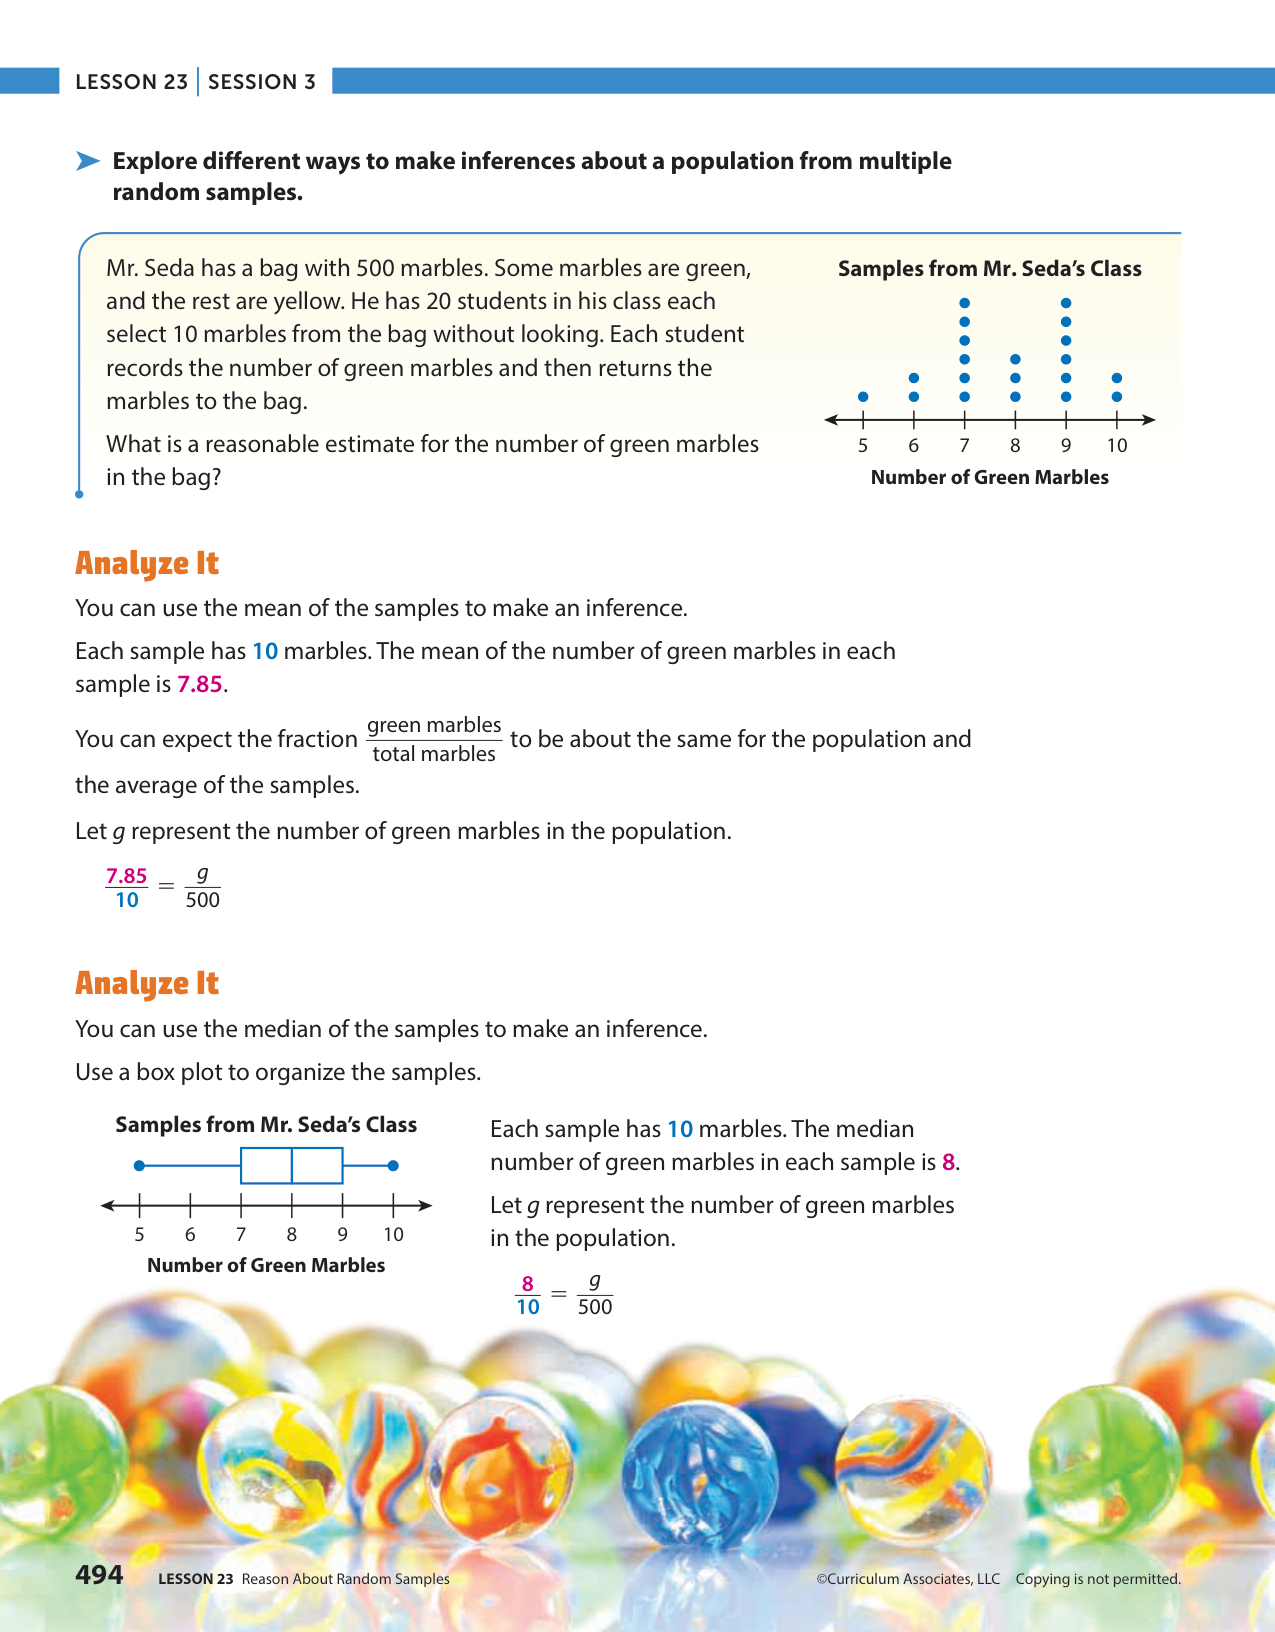 LESSON 23 | SESSION 3
Explore different ways to make inferences about a population from multiple
random samples.
Mr. Seda has a bag with 500 marbles. Some marbles are green,
and the rest are yellow. He has 20 students in his class each
select 10 marbles from the bag without looking. Each student
records the number of green marbles and then returns the
marbles to the bag.
What is a reasonable estimate for the number of green marbles
in the bag?
Samples from Mr. Seda's Class
5 6 7 8 9 10
Number of Green Marbles
Analyze It
You can use the mean of the samples to make an inference.
Each sample has 10 marbles. The mean of the number of green marbles in each
sample is 7.85.
You can expect the fraction green marbles / total marbles to be about the same for the population and
the average of the samples.
Let g represent the number of green marbles in the population.
7.85/10 = g/500
Analyze It
You can use the median of the samples to make an inference.
Use a box plot to organize the samples.
Samples from Mr. Seda's Class
5 6 7 8 9 10
Number of Green Marbles
Each sample has 10 marbles. The median
number of green marbles in each sample is 8.
Let g represent the number of green marbles
in the population.
8/10 = g/500
494 LESSON 23 Reason About Random Samples
©Curriculum Associates, LLC Copying is not permitted.